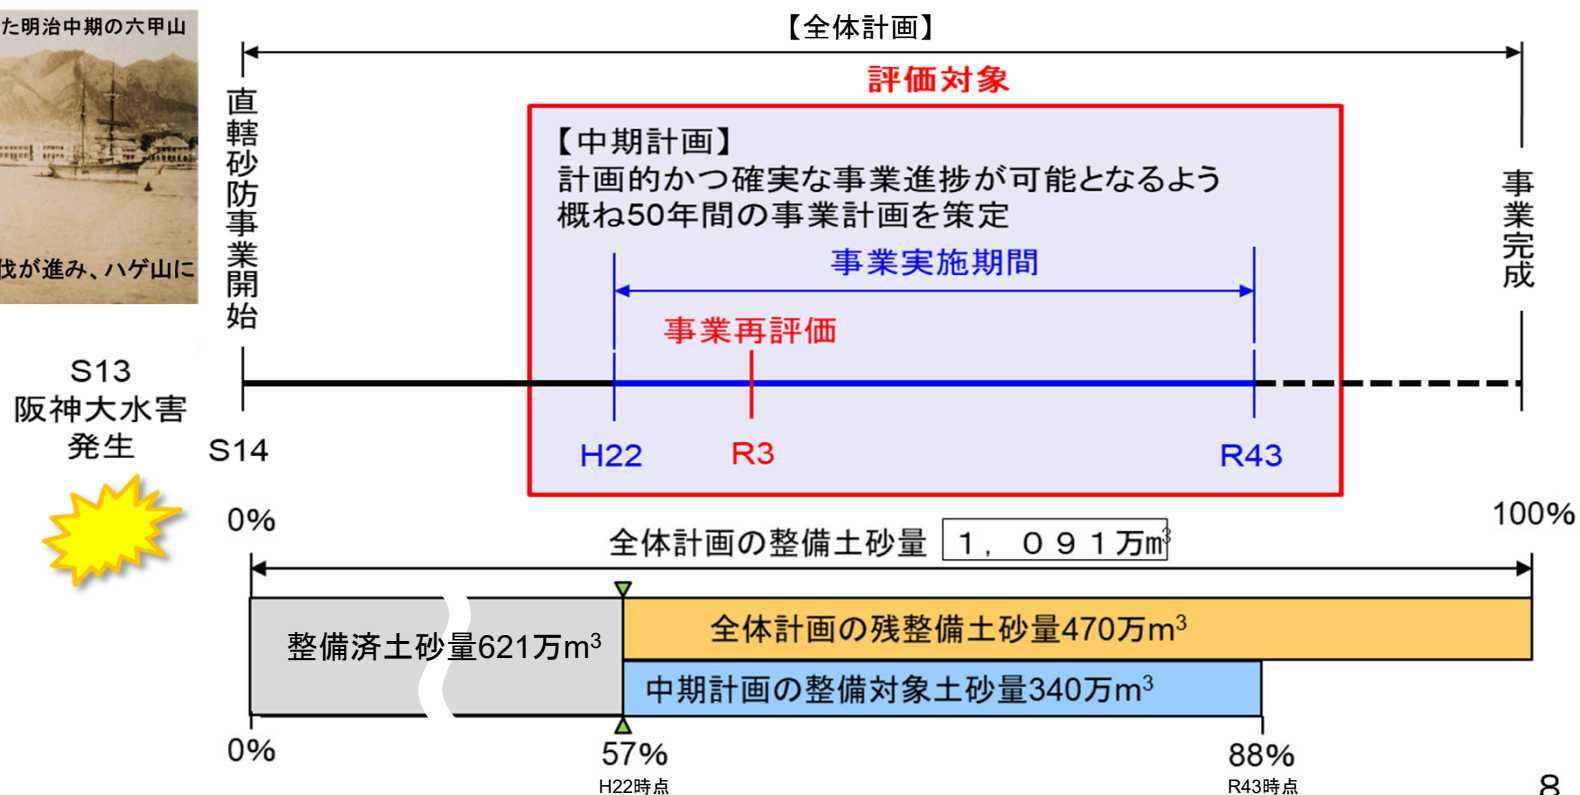 た明治中期の六甲山
伐が進み、ハゲ山に
【全体計画】
評価対象
直轄砂防事業開始
【中期計画】
計画的かつ確実な事業進捗が可能となるよう
概ね50年間の事業計画を策定
事業実施期間
事業再評価
事業完成
S13
阪神大水害
発生
S14
H22
R3
R43
0%
100%
全体計画の整備土砂量 1，０９１万m³
整備済土砂量621万m³
全体計画の残整備土砂量470万m³
中期計画の整備対象土砂量340万m³
0%
57%
H22時点
88%
R43時点
8